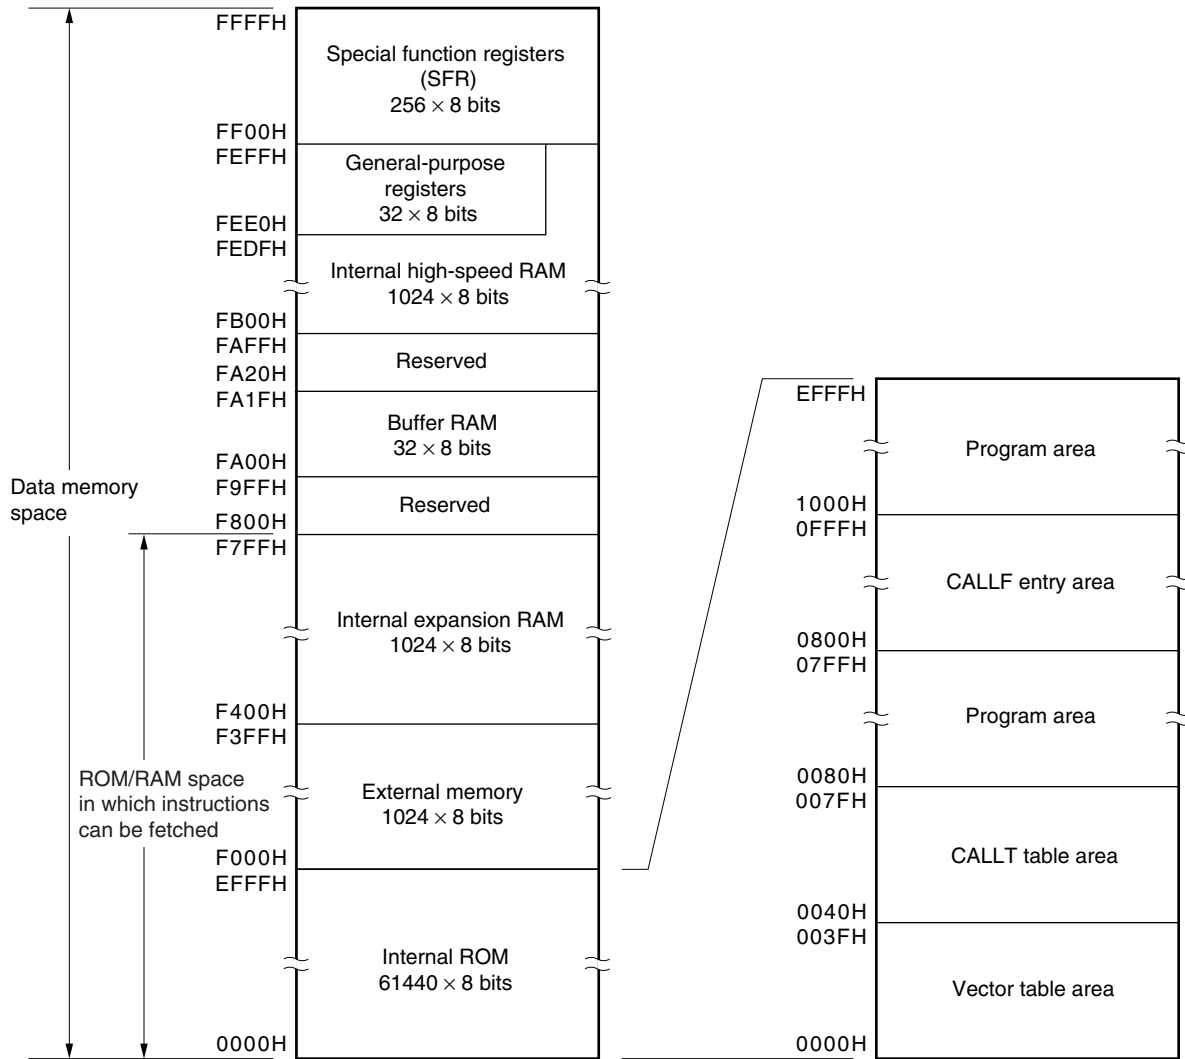 FFFFH
Special function registers
(SFR)
256 × 8 bits
FF00H
FEFFH
General-purpose
registers
32 × 8 bits
FEE0H
FEDFH
Internal high-speed RAM
1024 × 8 bits
FB00H
FAFFH
Reserved
FA20H
FA1FH
Buffer RAM
32 × 8 bits
FA00H
F9FFH
Reserved
F800H
F7FFH
Data memory
space
Internal expansion RAM
1024 × 8 bits
F400H
F3FFH
ROM/RAM space
in which instructions
can be fetched
External memory
1024 × 8 bits
F000H
EFFFH
Internal ROM
61440 × 8 bits
0000H
EFFFH
Program area
1000H
0FFFH
CALLF entry area
0800H
07FFH
Program area
0080H
007FH
CALLT table area
0040H
003FH
Vector table area
0000H